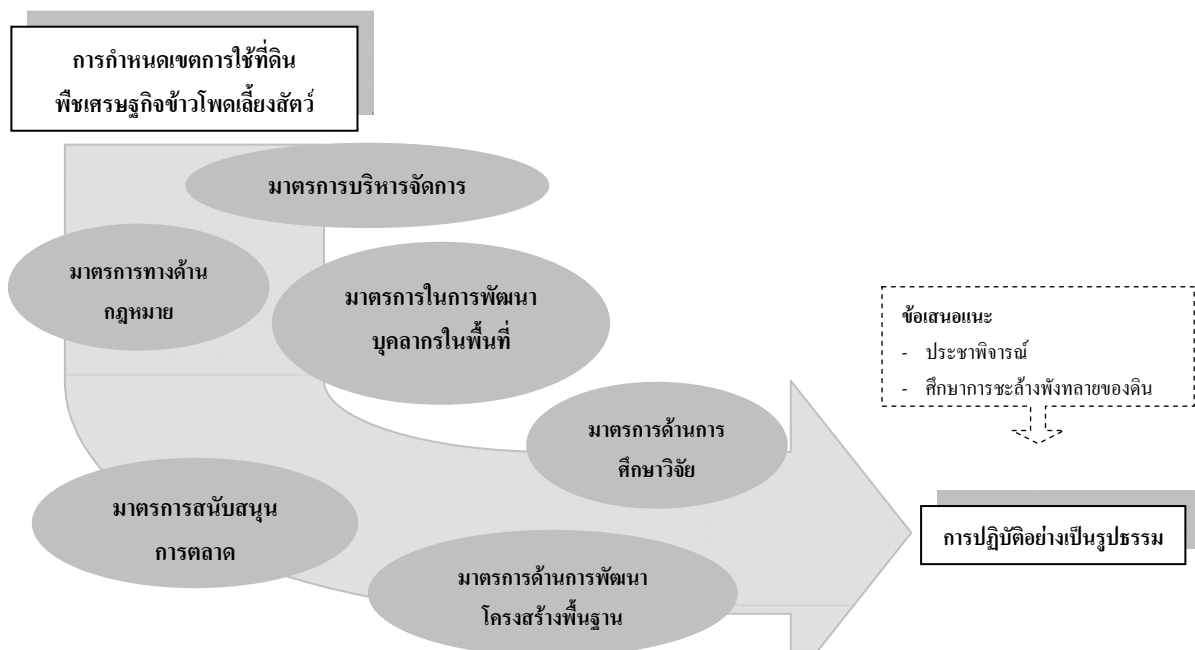 การกำหนดเขตการใช้ที่ดิน
พืชเศรษฐกิจข้าวโพดเลี้ยงสัตว์
มาตรการบริหารจัดการ
มาตรการทางด้าน
กฎหมาย
มาตรการในการพัฒนา
บุคลากรในพื้นที่
ข้อเสนอแนะ
- ประชาพิจารณ์
- ศึกษาการชะล้างพังทลายของดิน
มาตรการด้านการ
ศึกษาวิจัย
มาตรการสนับสนุน
การตลาด
การปฏิบัติอย่างเป็นรูปธรรม
มาตรการด้านการพัฒนา
โครงสร้างพื้นฐาน